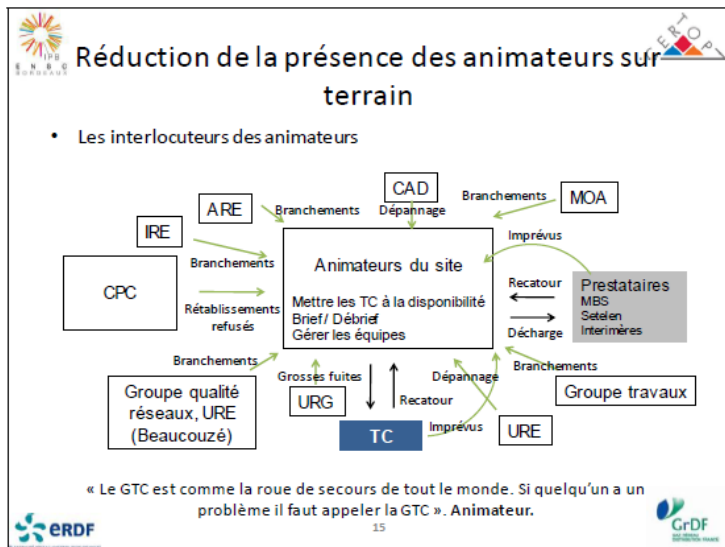 IPB
ENBC
BORDEAUX
CERTOP
Réduction de la présence des animateurs sur
terrain
• Les interlocuteurs des animateurs
CAD
MOA
ARE
Branchements
Dépannage
Branchements
IRE
Imprévus
Branchements
Animateurs du site
CPC
Mettre les TC à la disponibilité
Brief/ Débrief
Gérer les équipes
Rétablissements
refusés
Recatour
Décharge
Prestataires
MBS
Setelen
Interimères
Branchements
Grosses fuites
Dépannage
Branchements
Groupe qualité
réseaux, URE
(Beaucouzé)
URG
Recatour
Groupe travaux
TC
Imprévus
URE
« Le GTC est comme la roue de secours de tout le monde. Si quelqu'un a un
problème il faut appeler la GTC ». Animateur.
15
eRDF
GrDF